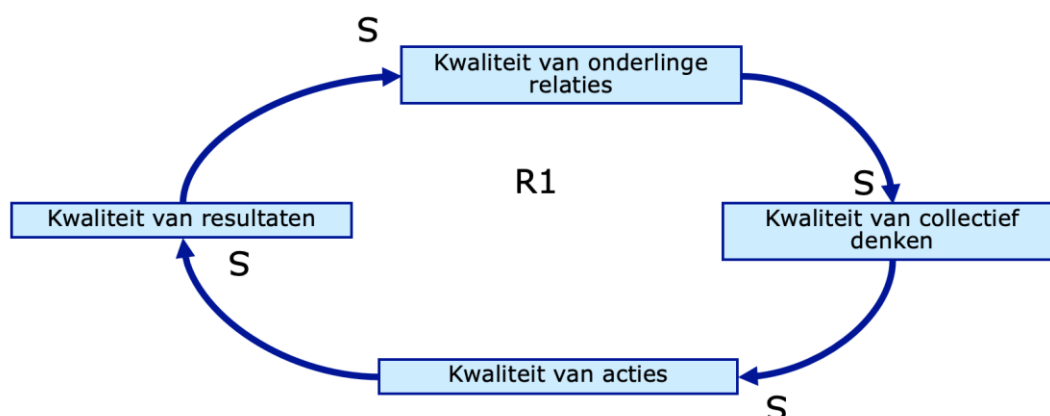 S
Kwaliteit van onderlinge
relaties
R1
S
Kwaliteit van resultaten
Kwaliteit van collectief
denken
S
Kwaliteit van acties
S